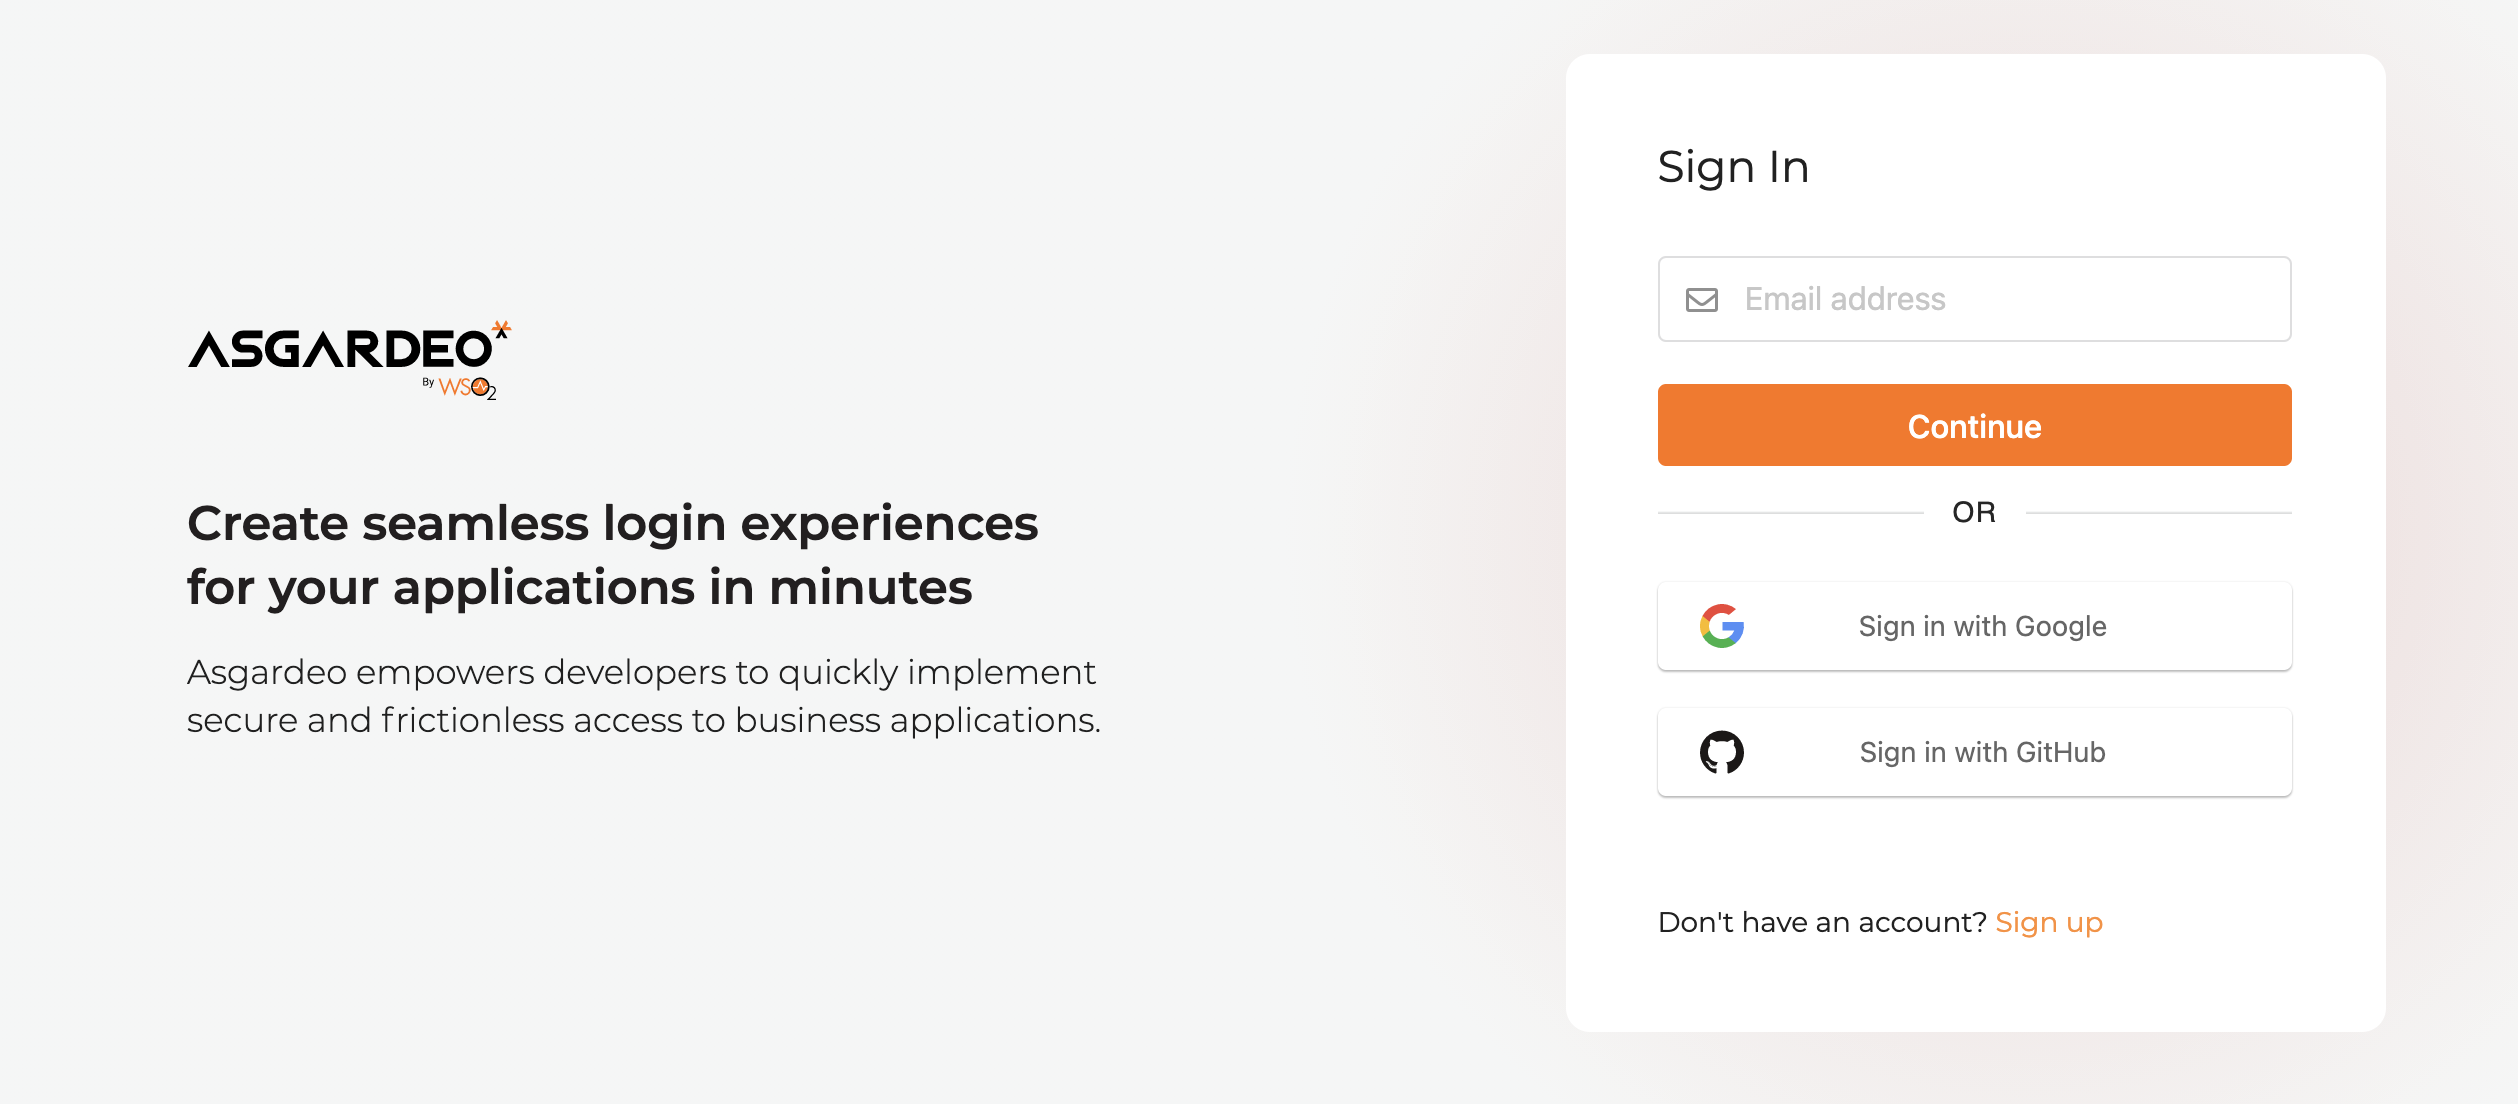 ASGARDEO
By WSO2
Create seamless login experiences
for your applications in minutes
Asgardeo empowers developers to quickly implement
secure and frictionless access to business applications.
Sign In
Email address
Continue
OR
Sign in with Google
Sign in with GitHub
Don't have an account? Sign up